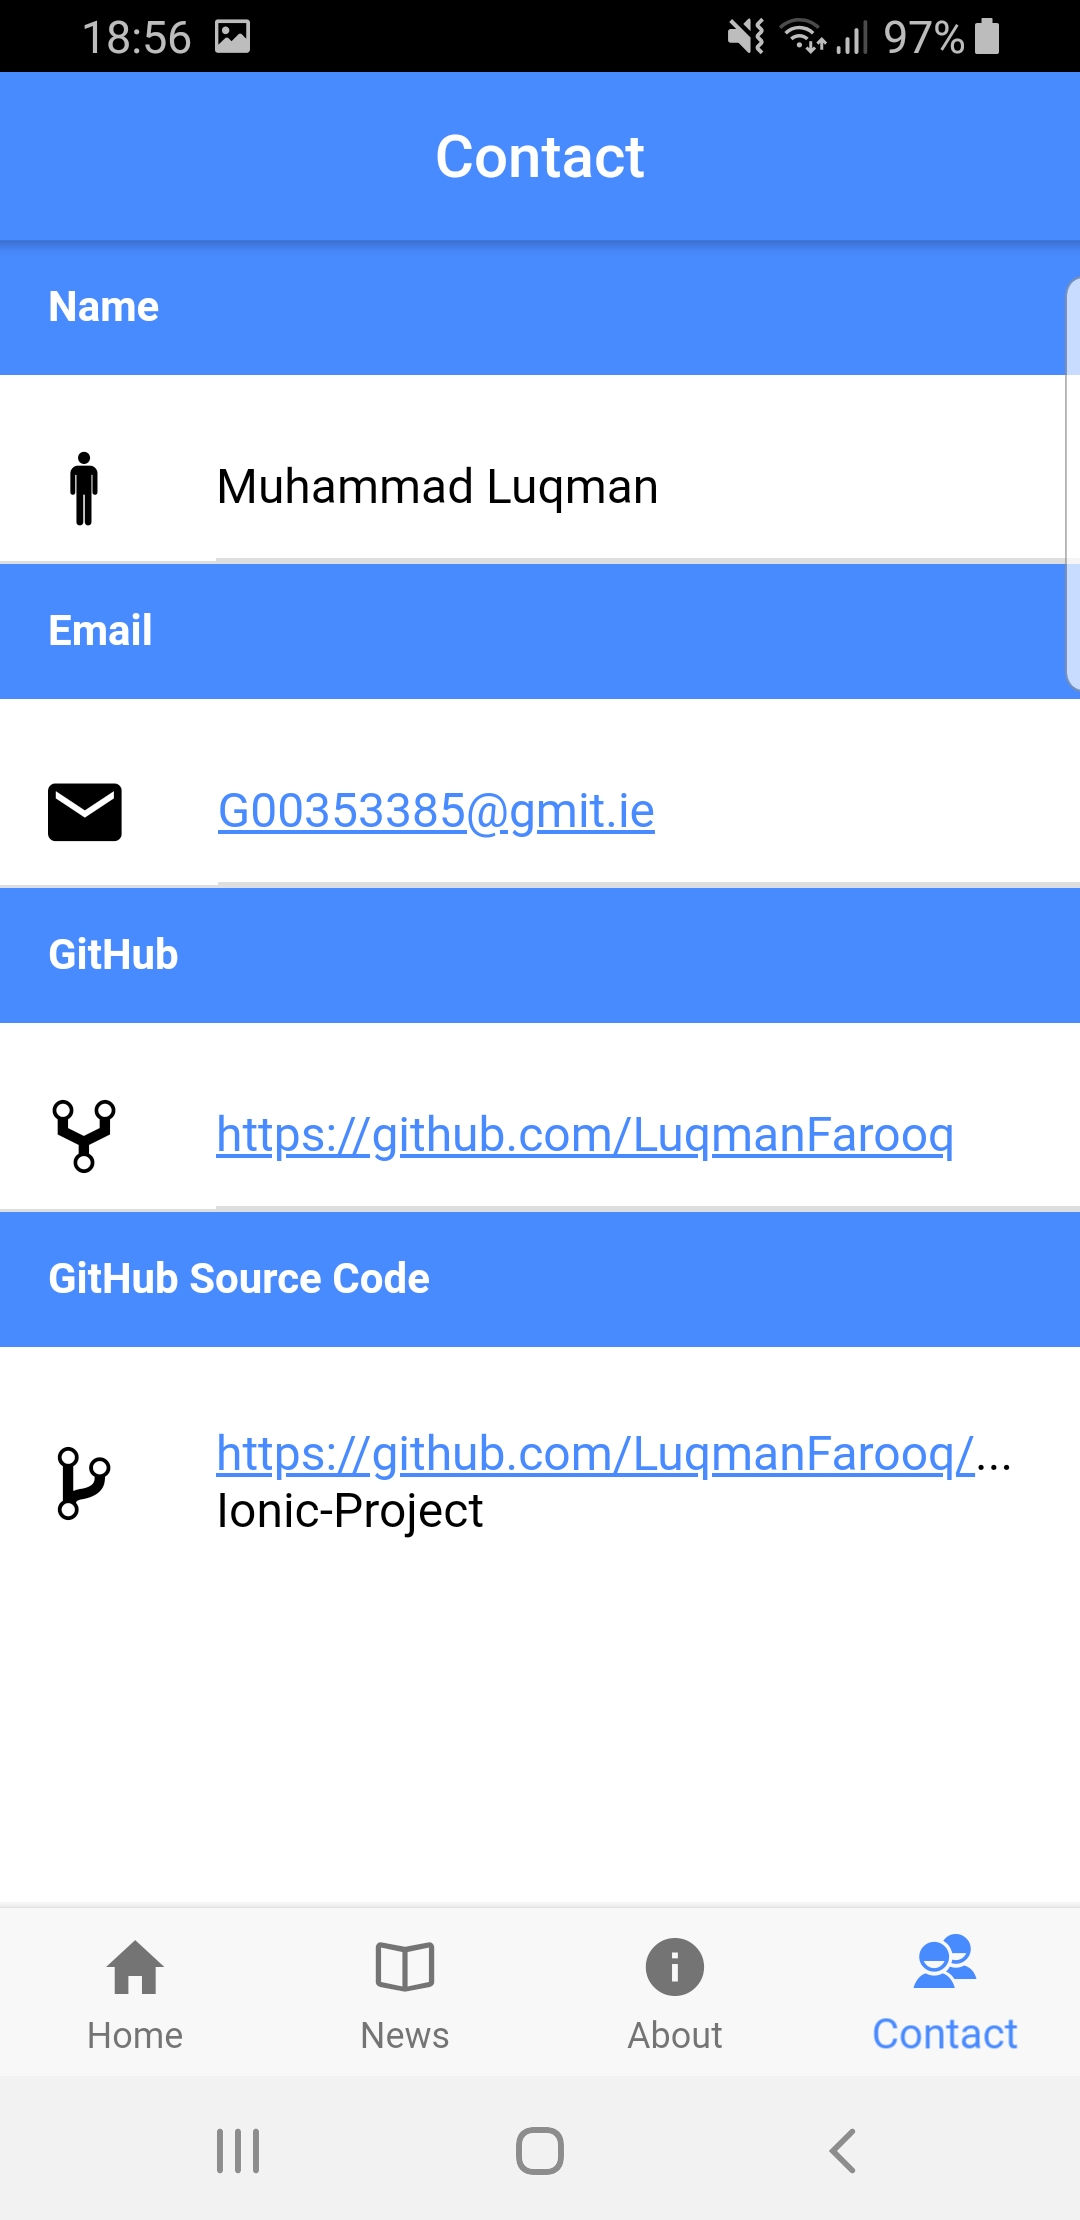 18:56 97%
Contact
Name
Muhammad Luqman
Email
G00353385@gmit.ie
GitHub
https://github.com/LuqmanFarooq
GitHub Source Code
https://github.com/LuqmanFarooq/...
Ionic-Project
Home News About Contact